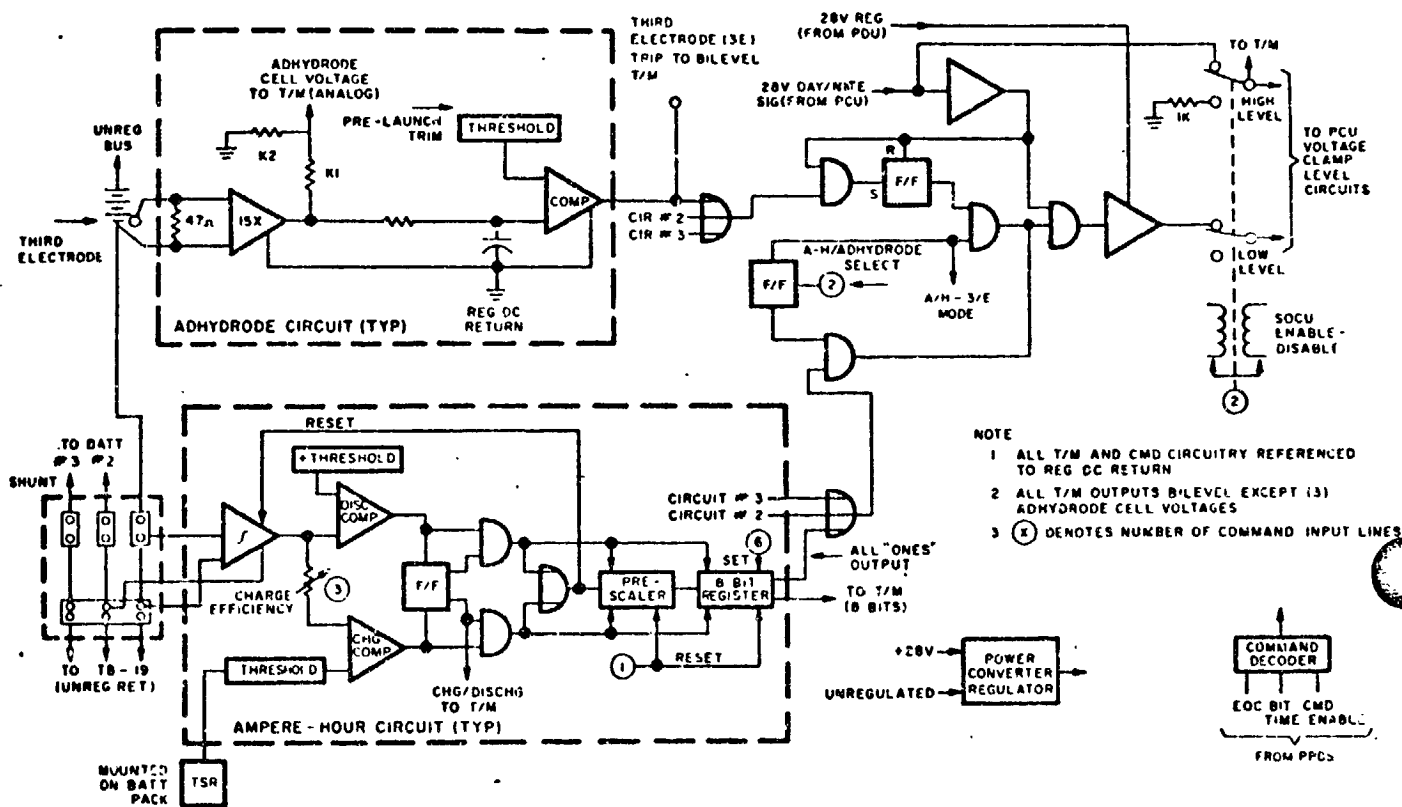 THIRD
ELECTRODE (3E)
TRIP TO BILEVEL
T/M
28V REG
(FROM PDU)
28V DAY/NITE
SIG (FROM PCU)
TO T/M
HIGH
LEVEL
1K
TO PCU
VOLTAGE
CLAMP
LEVEL
CIRCUITS
LOW
LEVEL
SOCU
ENABLE-
DISABLE
2
ADHYDRODE
CELL VOLTAGE
TO T/M (ANALOG)
PRE-LAUNCH
TRIM
THRESHOLD
UNREG
BUS
K2
K1
47Ω
15X
COMP
THIRD
ELECTRODE
REG DC
RETURN
ADHYDRODE CIRCUIT (TYP)
CIR #2
CIR #3
R
S
F/F
A-H/ADHYDRODE
SELECT
F/F
2
A/H-3/E
MODE
RESET
+ THRESHOLD
TO BATT
#3 #2
SHUNT
∫
DISC
COMP
CHARGE
EFFICIENCY
3
F/F
CHG
COMP
THRESHOLD
PRE-
SCALER
SET
6
8 BIT
REGISTER
1
RESET
CHG/DISCHG
TO T/M
CIRCUIT #3
CIRCUIT #2
ALL "ONES"
OUTPUT
TO T/M
(8 BITS)
TO TB-19
(UNREG RET)
AMPERE-HOUR CIRCUIT (TYP)
MOUNTED
ON BATT
PACK
TSR
NOTE
1 ALL T/M AND CMD CIRCUITRY REFERENCED
TO REG DC RETURN
2 ALL T/M OUTPUTS BILEVEL EXCEPT (3)
ADHYDRODE CELL VOLTAGES
3 (X) DENOTES NUMBER OF COMMAND INPUT LINES
+28V
UNREGULATED
POWER
CONVERTER
REGULATOR
COMMAND
DECODER
EOC BIT CMD
TIME ENABLE
FROM PPCS